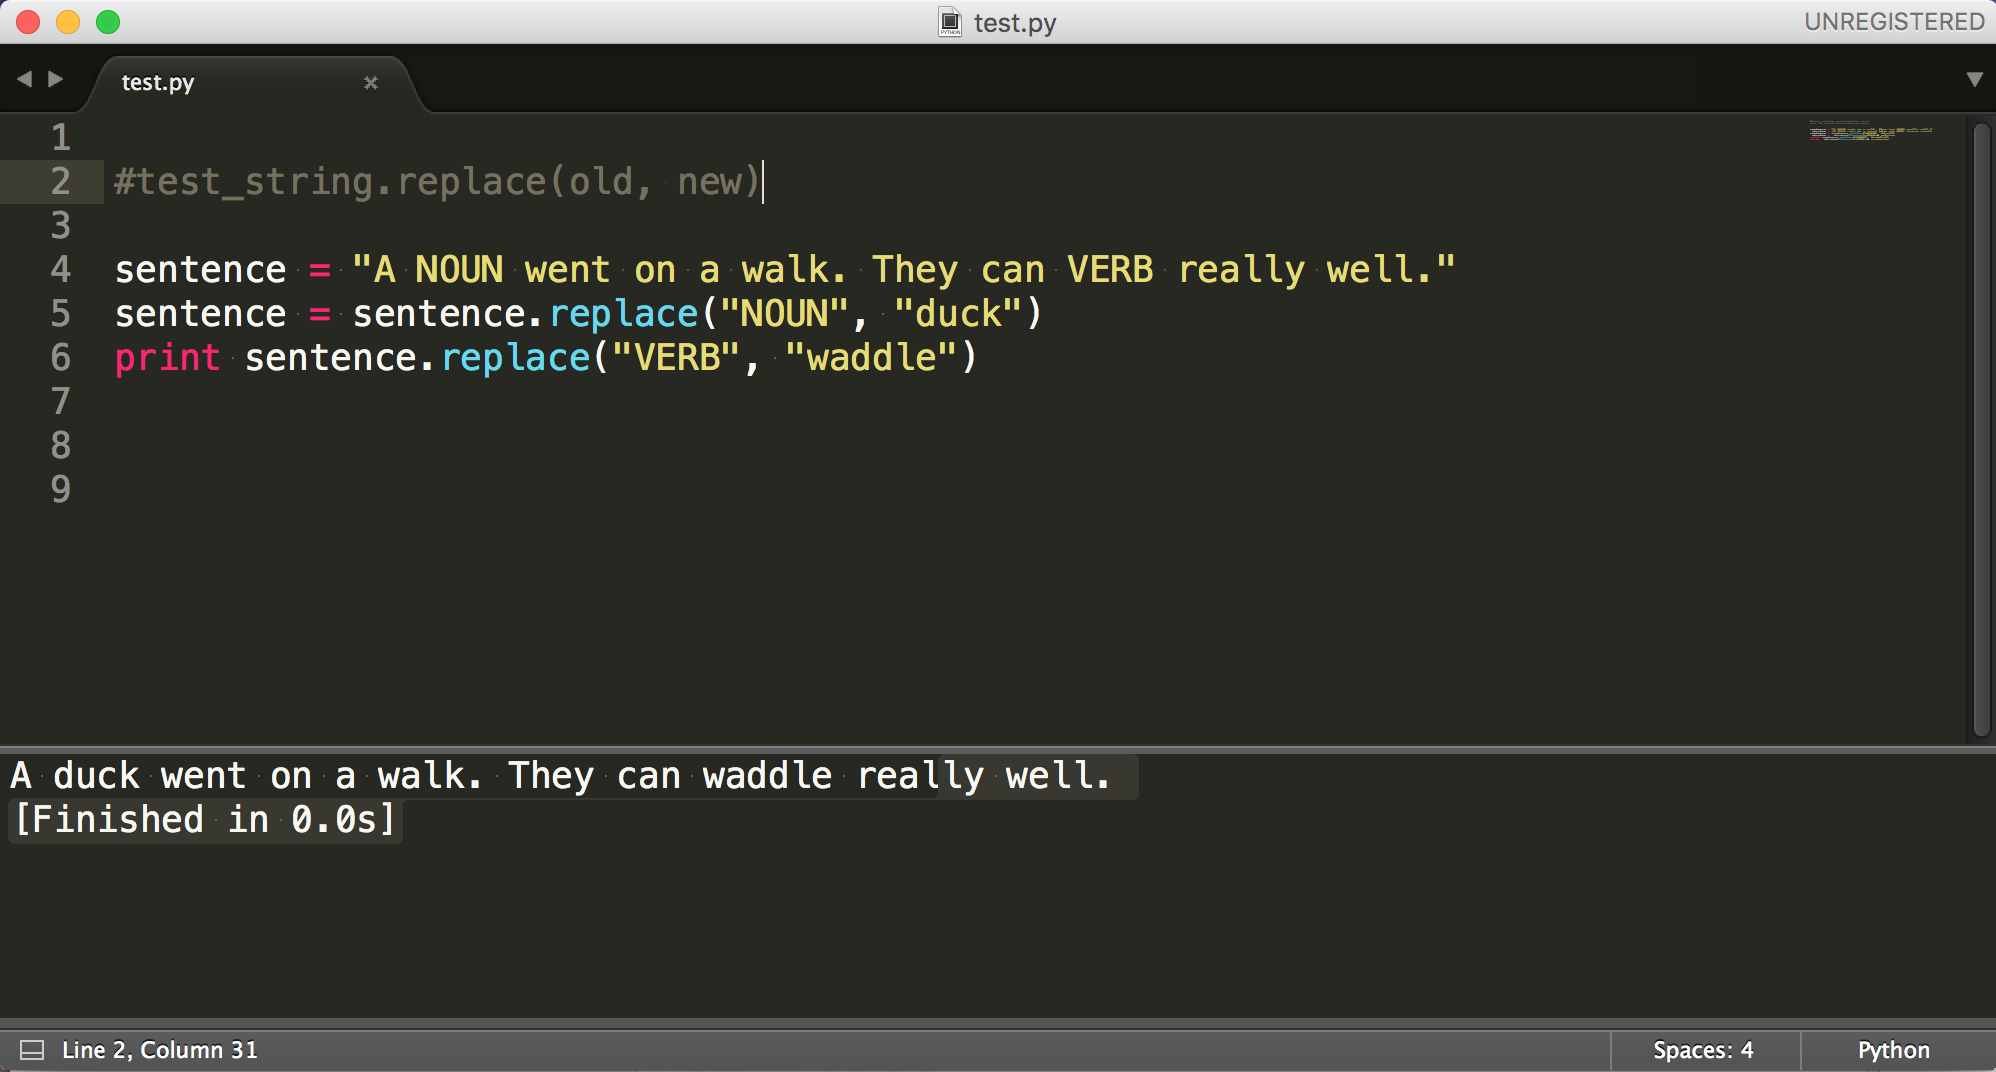 test.py
UNREGISTERED
test.py
1
2 #test_string.replace(old, new)
3
4 sentence = "A NOUN went on a walk. They can VERB really well."
5 sentence = sentence.replace("NOUN", "duck")
6 print sentence.replace("VERB", "waddle")
7
8
9
A duck went on a walk. They can waddle really well.
[Finished in 0.0s]
Line 2, Column 31
Spaces: 4
Python